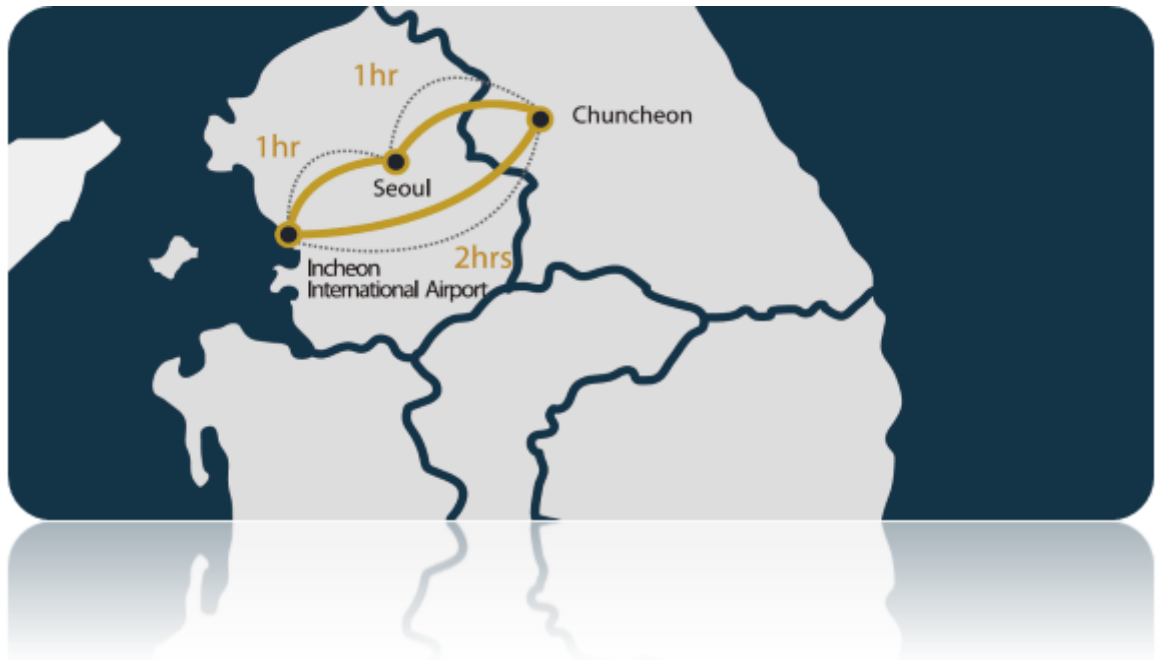 1hr
Chuncheon
1hr
Seoul
2hrs
Incheon
International Airport